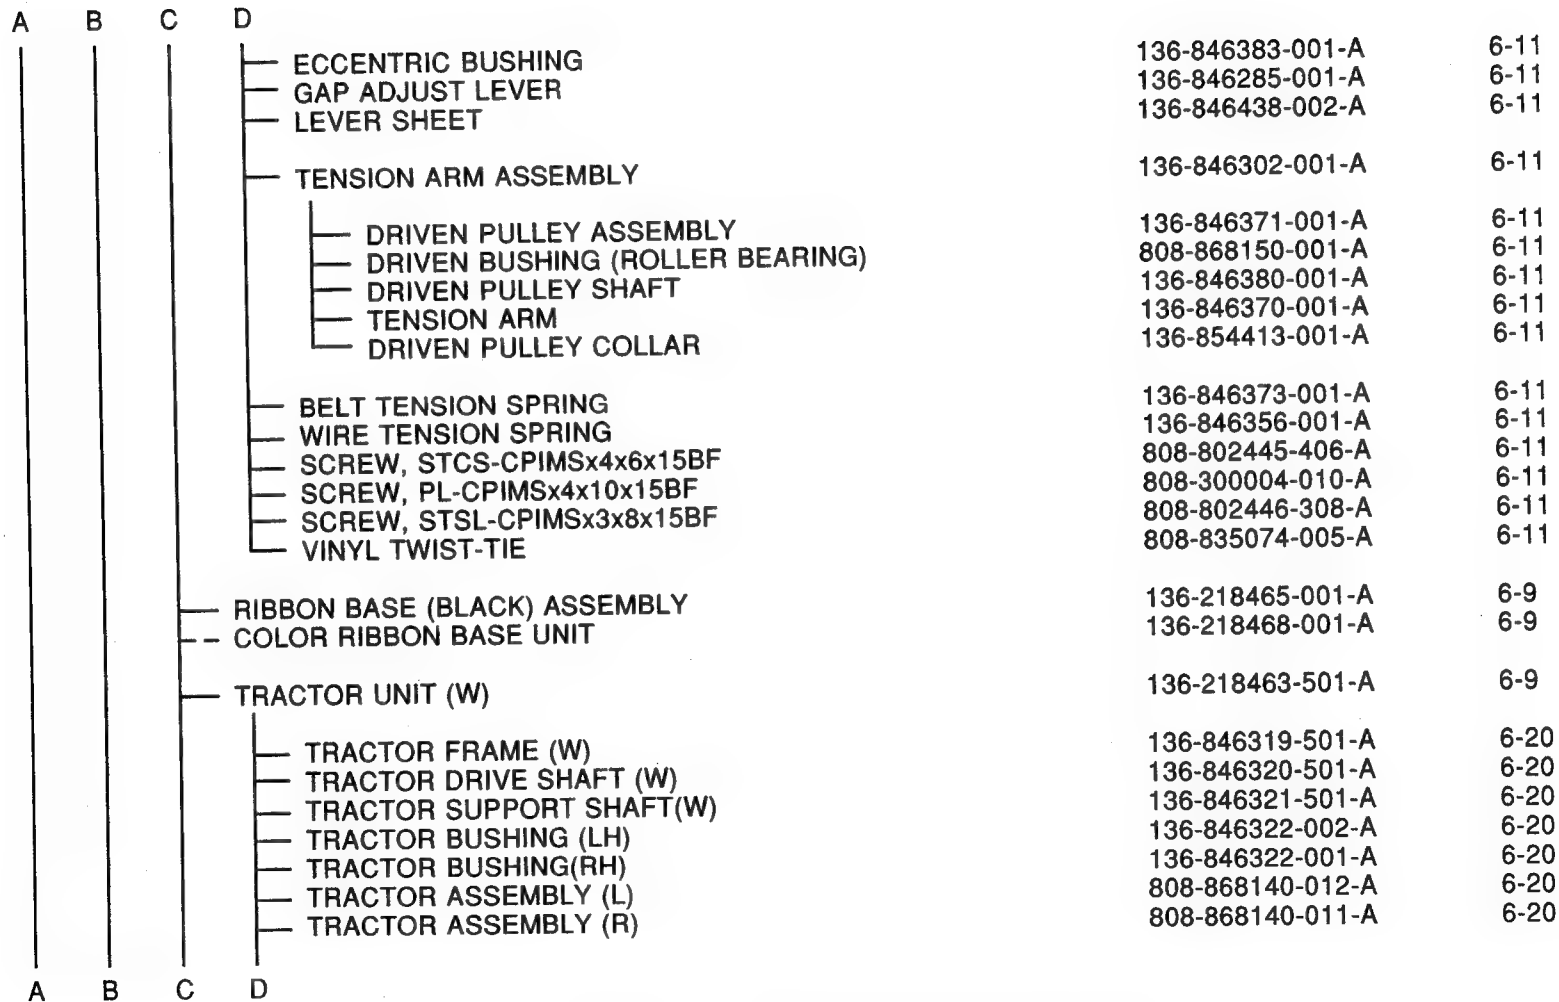 A B C D
ECCENTRIC BUSHING 136-846383-001-A 6-11
GAP ADJUST LEVER 136-846285-001-A 6-11
LEVER SHEET 136-846438-002-A 6-11
TENSION ARM ASSEMBLY 136-846302-001-A 6-11
DRIVEN PULLEY ASSEMBLY 136-846371-001-A 6-11
DRIVEN BUSHING (ROLLER BEARING) 808-868150-001-A 6-11
DRIVEN PULLEY SHAFT 136-846380-001-A 6-11
TENSION ARM 136-846370-001-A 6-11
DRIVEN PULLEY COLLAR 136-854413-001-A 6-11
BELT TENSION SPRING 136-846373-001-A 6-11
WIRE TENSION SPRING 136-846356-001-A 6-11
SCREW, STCS-CPIMSx4x6x15BF 808-802445-406-A 6-11
SCREW, PL-CPIMSx4x10x15BF 808-300004-010-A 6-11
SCREW, STSL-CPIMSx3x8x15BF 808-802446-308-A 6-11
VINYL TWIST-TIE 808-835074-005-A 6-11
RIBBON BASE (BLACK) ASSEMBLY 136-218465-001-A 6-9
COLOR RIBBON BASE UNIT 136-218468-001-A 6-9
TRACTOR UNIT (W) 136-218463-501-A 6-9
TRACTOR FRAME (W) 136-846319-501-A 6-20
TRACTOR DRIVE SHAFT (W) 136-846320-501-A 6-20
TRACTOR SUPPORT SHAFT(W) 136-846321-501-A 6-20
TRACTOR BUSHING (LH) 136-846322-002-A 6-20
TRACTOR BUSHING(RH) 136-846322-001-A 6-20
TRACTOR ASSEMBLY (L) 808-868140-012-A 6-20
TRACTOR ASSEMBLY (R) 808-868140-011-A 6-20
A B C D